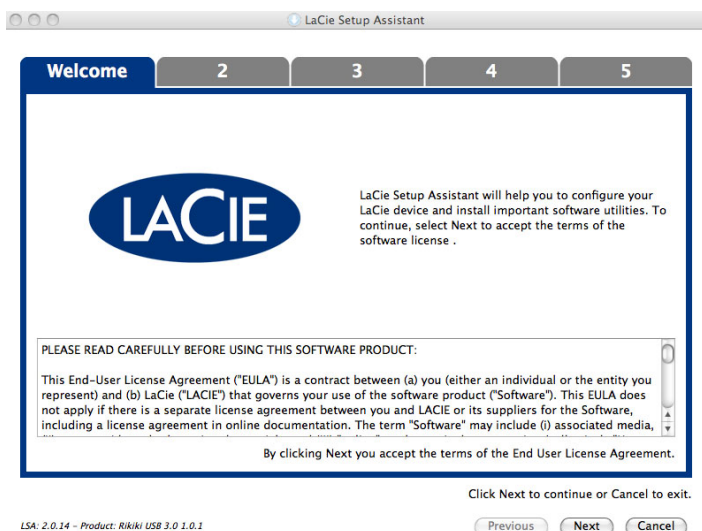 LaCie Setup Assistant
Welcome 2 3 4 5
LACIE
LaCie Setup Assistant will help you to configure your
LaCie device and install important software utilities. To
continue, select Next to accept the terms of the
software license .
PLEASE READ CAREFULLY BEFORE USING THIS SOFTWARE PRODUCT:
This End-User License Agreement ("EULA") is a contract between (a) you (either an individual or the entity you
represent) and (b) LaCie ("LACIE") that governs your use of the software product ("Software"). This EULA does
not apply if there is a separate license agreement between you and LACIE or its suppliers for the Software,
including a license agreement in online documentation. The term "Software" may include (i) associated media,
By clicking Next you accept the terms of the End User License Agreement.
Click Next to continue or Cancel to exit.
LSA: 2.0.14 - Product: Rikiki USB 3.0 1.0.1
Previous Next Cancel